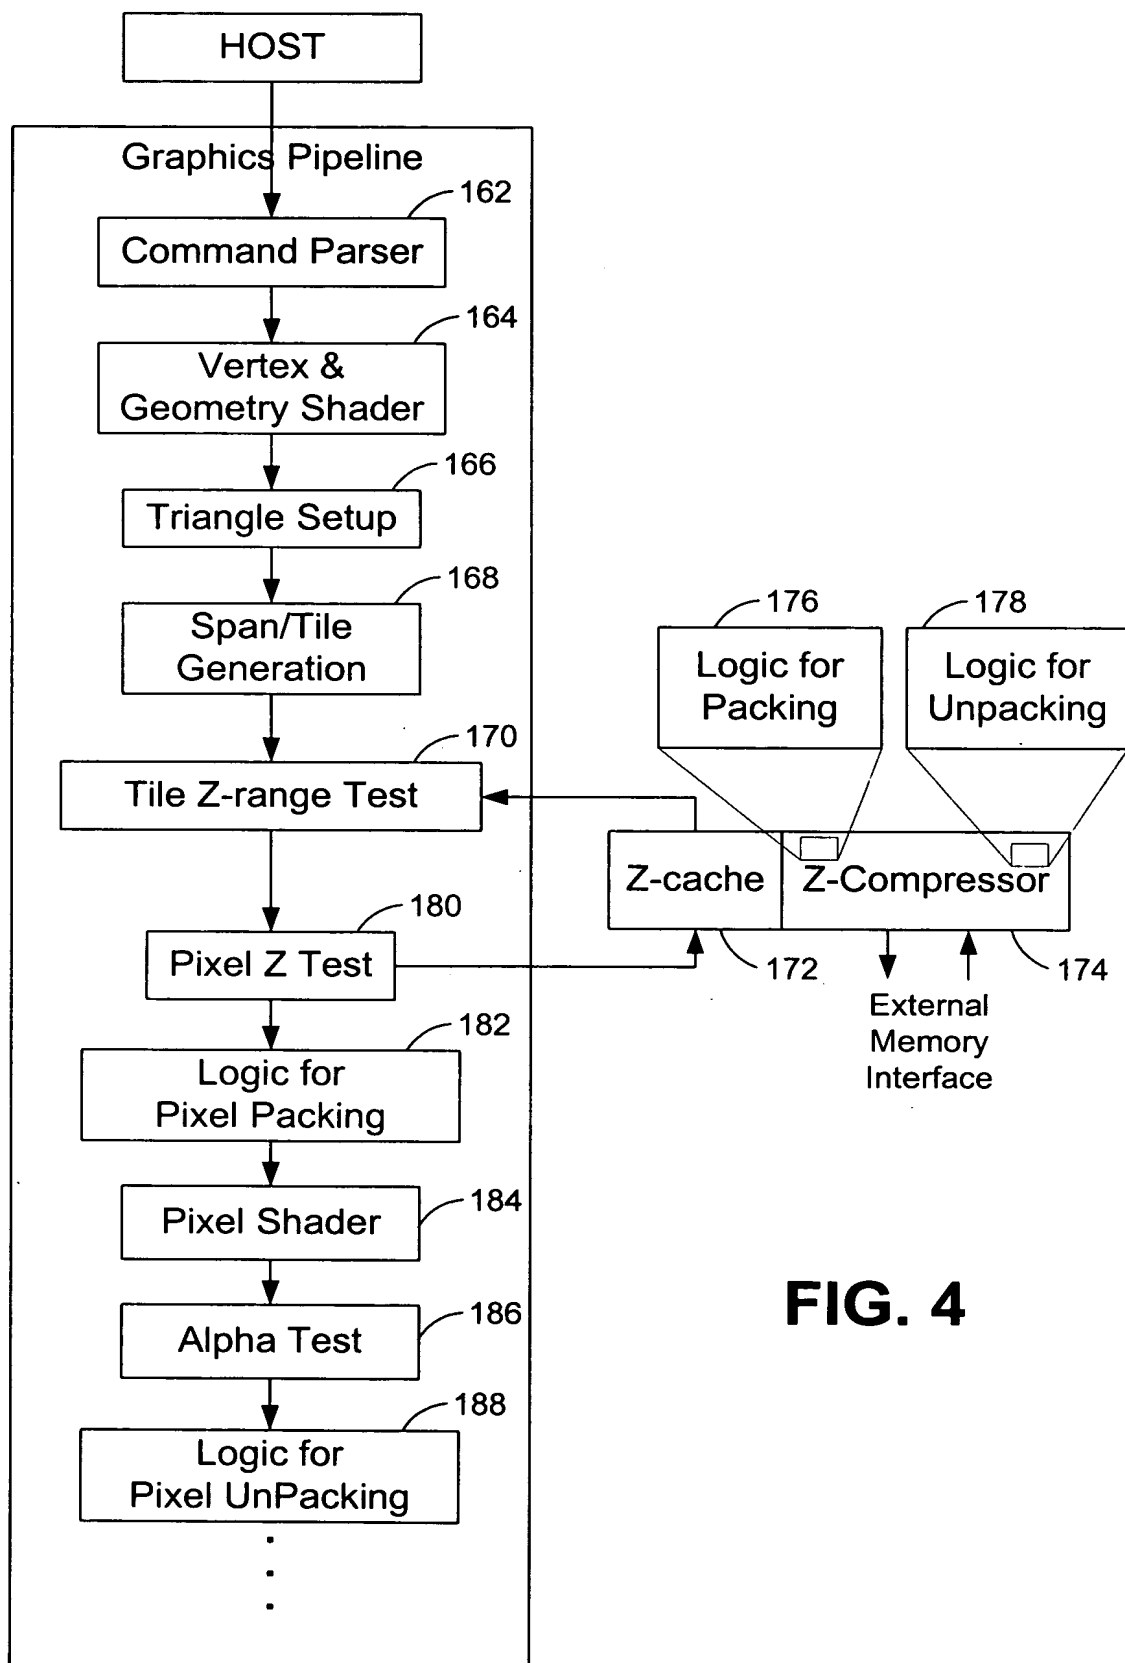 HOST
Graphics Pipeline
162
Command Parser
164
Vertex &
Geometry Shader
166
Triangle Setup
168
Span/Tile
Generation
170
Tile Z-range Test
176
Logic for
Packing
178
Logic for
Unpacking
Z-cache
Z-Compressor
172
174
External
Memory
Interface
180
Pixel Z Test
182
Logic for
Pixel Packing
184
Pixel Shader
186
Alpha Test
188
Logic for
Pixel UnPacking
FIG. 4